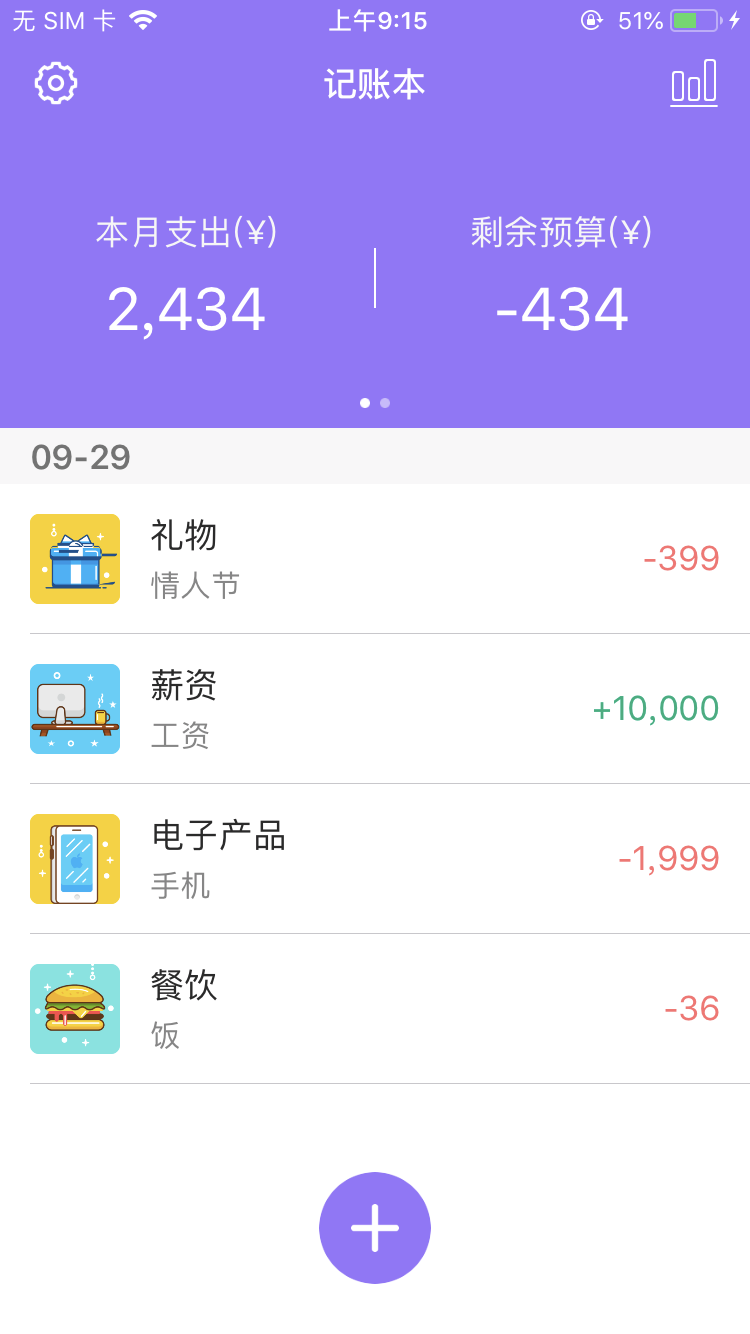 无 SIM 卡 上午9:15 51%
记账本
本月支出(¥) 剩余预算(¥)
2,434 -434
09-29
礼物
情人节
-399
薪资
工资
+10,000
电子产品
手机
-1,999
餐饮
饭
-36